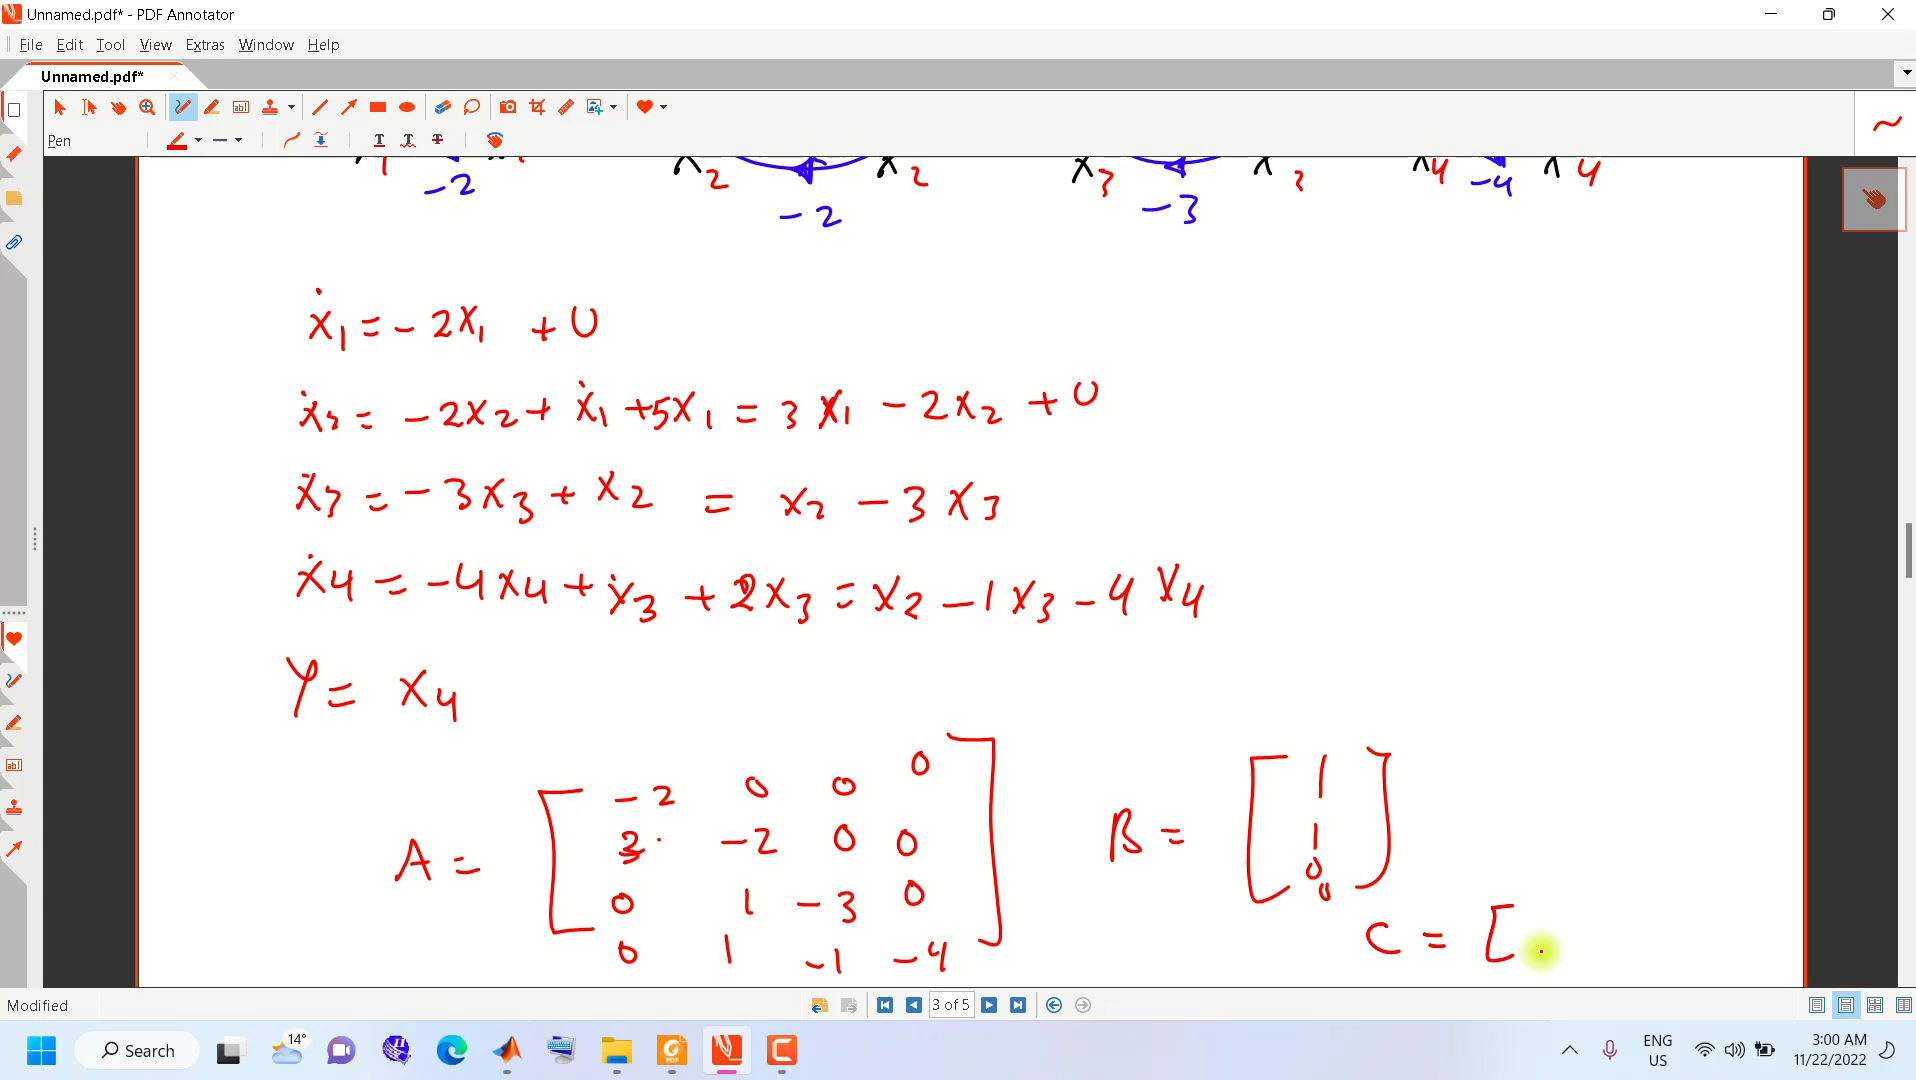 Unnamed.pdf* - PDF Annotator
File Edit Tool View Extras Window Help
Unnamed.pdf*
Pen
x1 -2 x1 x2 -2 x2 x3 -3 x3 x4 -4 x4
ẋ1 = -2x1 + U
ẋ2 = -2x2 + ẋ1 + 5x1 = 3x1 - 2x2 + U
ẋ3 = -3x3 + x2 = x2 - 3x3
ẋ4 = -4x4 + ẋ3 + 2x3 = x2 - 1x3 - 4x4
Y = x4
A = [ -2 0 0 0
3 -2 0 0
0 1 -3 0
0 1 -1 -4 ]
B = [ 1
1
0
0 ]
C = [
Modified
3 of 5
Search
14°
ENG
US
3:00 AM
11/22/2022